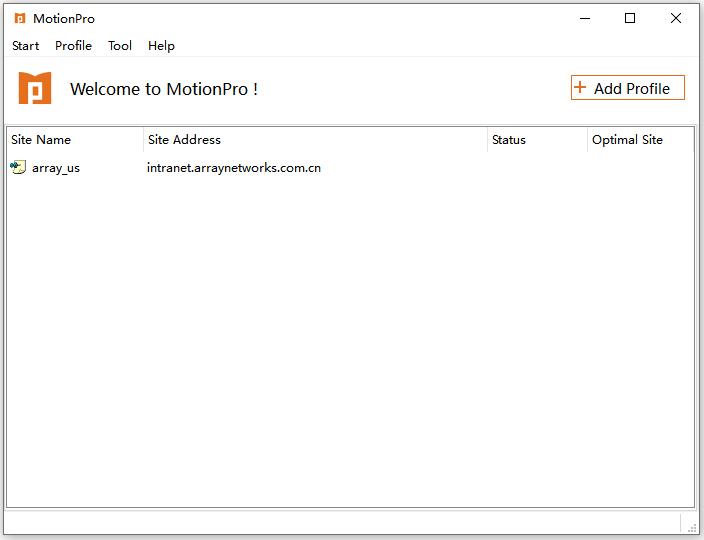 MotionPro
Start Profile Tool Help
Welcome to MotionPro !
Add Profile
Site Name Site Address Status Optimal Site
array_us intranet.arraynetworks.com.cn